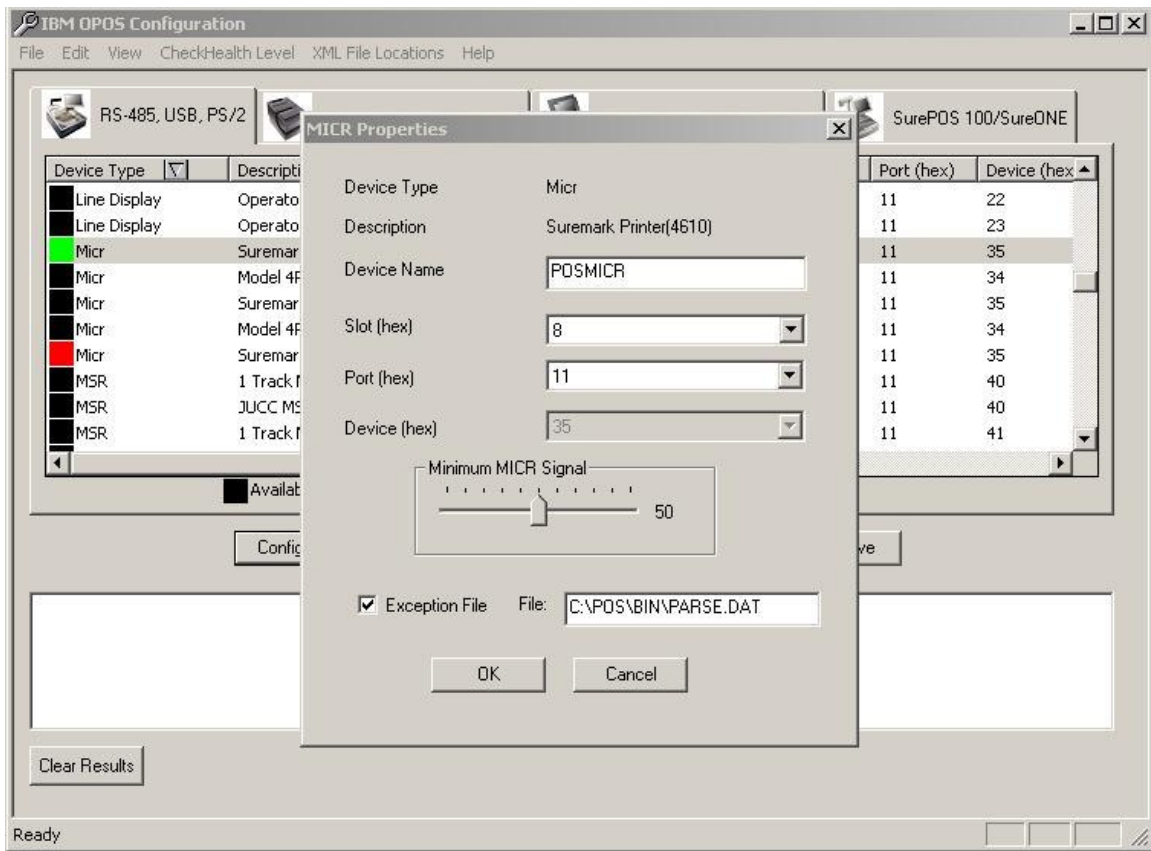 IBM OPOS Configuration
File Edit View CheckHealth Level XML File Locations Help
RS-485, USB, PS/2
SurePOS 100/SureONE
Device Type Descripti Port (hex) Device (hex
Line Display Operato 11 22
Line Display Operato 11 23
Micr Suremar 11 35
Micr Model 4F 11 34
Micr Suremar 11 35
Micr Model 4F 11 34
Micr Suremar 11 35
MSR 1 Track 11 40
MSR JUCC MS 11 40
MSR 1 Track 11 41
Availab
Config
ve
Clear Results
Ready
MICR Properties
Device Type Micr
Description Suremark Printer(4610)
Device Name POSMICR
Slot (hex) 8
Port (hex) 11
Device (hex) 35
Minimum MICR Signal
50
Exception File File: C:\POS\BIN\PARSE.DAT
OK Cancel